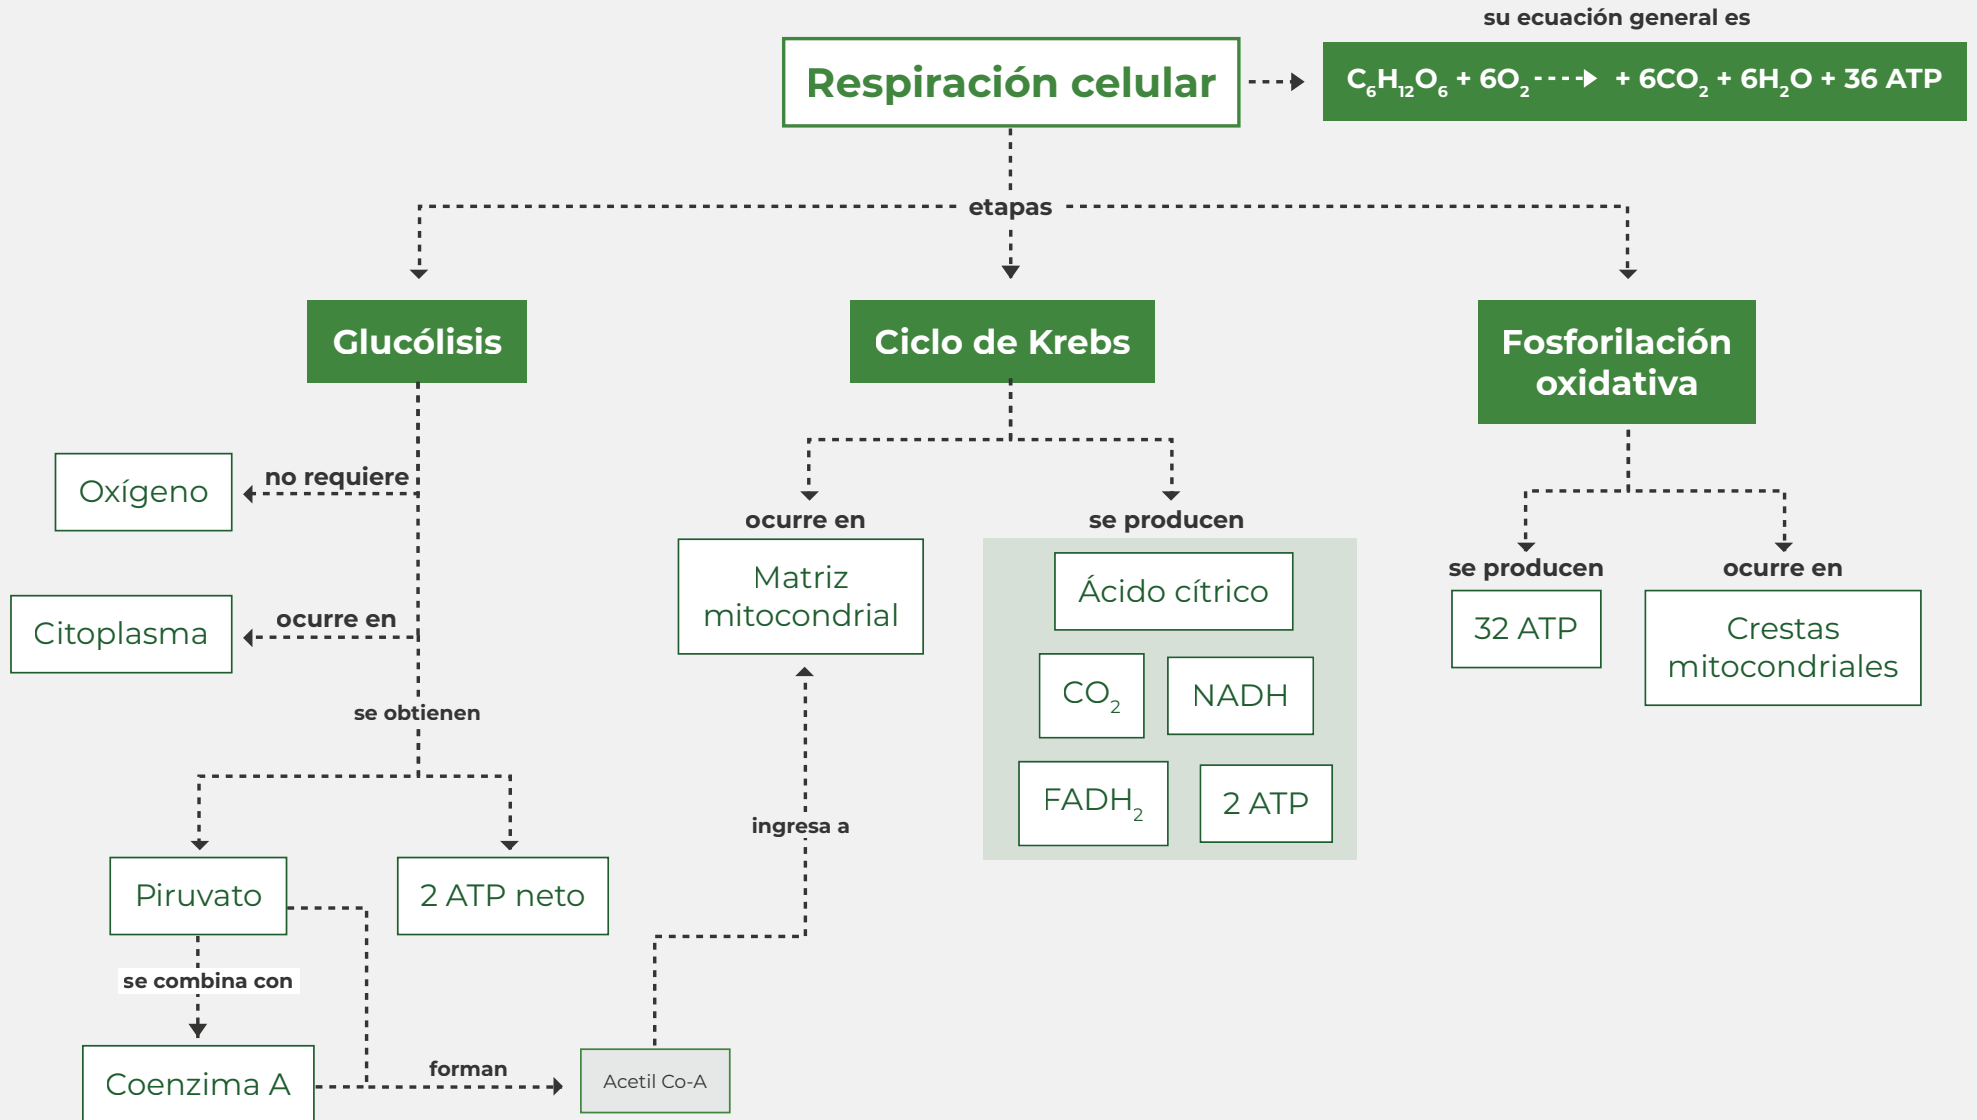 su ecuación general es
Respiración celular
C₆H₁₂O₆ + 6O₂ + 6CO₂ + 6H₂O + 36 ATP
etapas
Glucólisis
Ciclo de Krebs
Fosforilación
oxidativa
no requiere
Oxígeno
ocurre en
Citoplasma
se obtienen
Piruvato
2 ATP neto
se combina con
Coenzima A
forman
Acetil Co-A
ingresa a
ocurre en
Matriz
mitocondrial
se producen
Ácido cítrico
CO₂
NADH
FADH₂
2 ATP
se producen
32 ATP
ocurre en
Crestas
mitocondriales